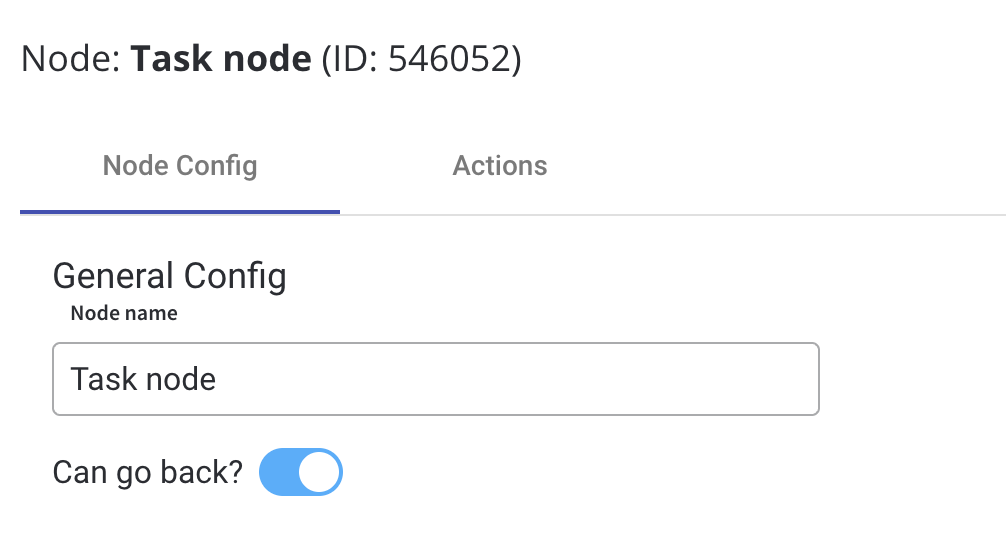 Node: Task node (ID: 546052)
Node Config
Actions
General Config
Node name
Task node
Can go back?